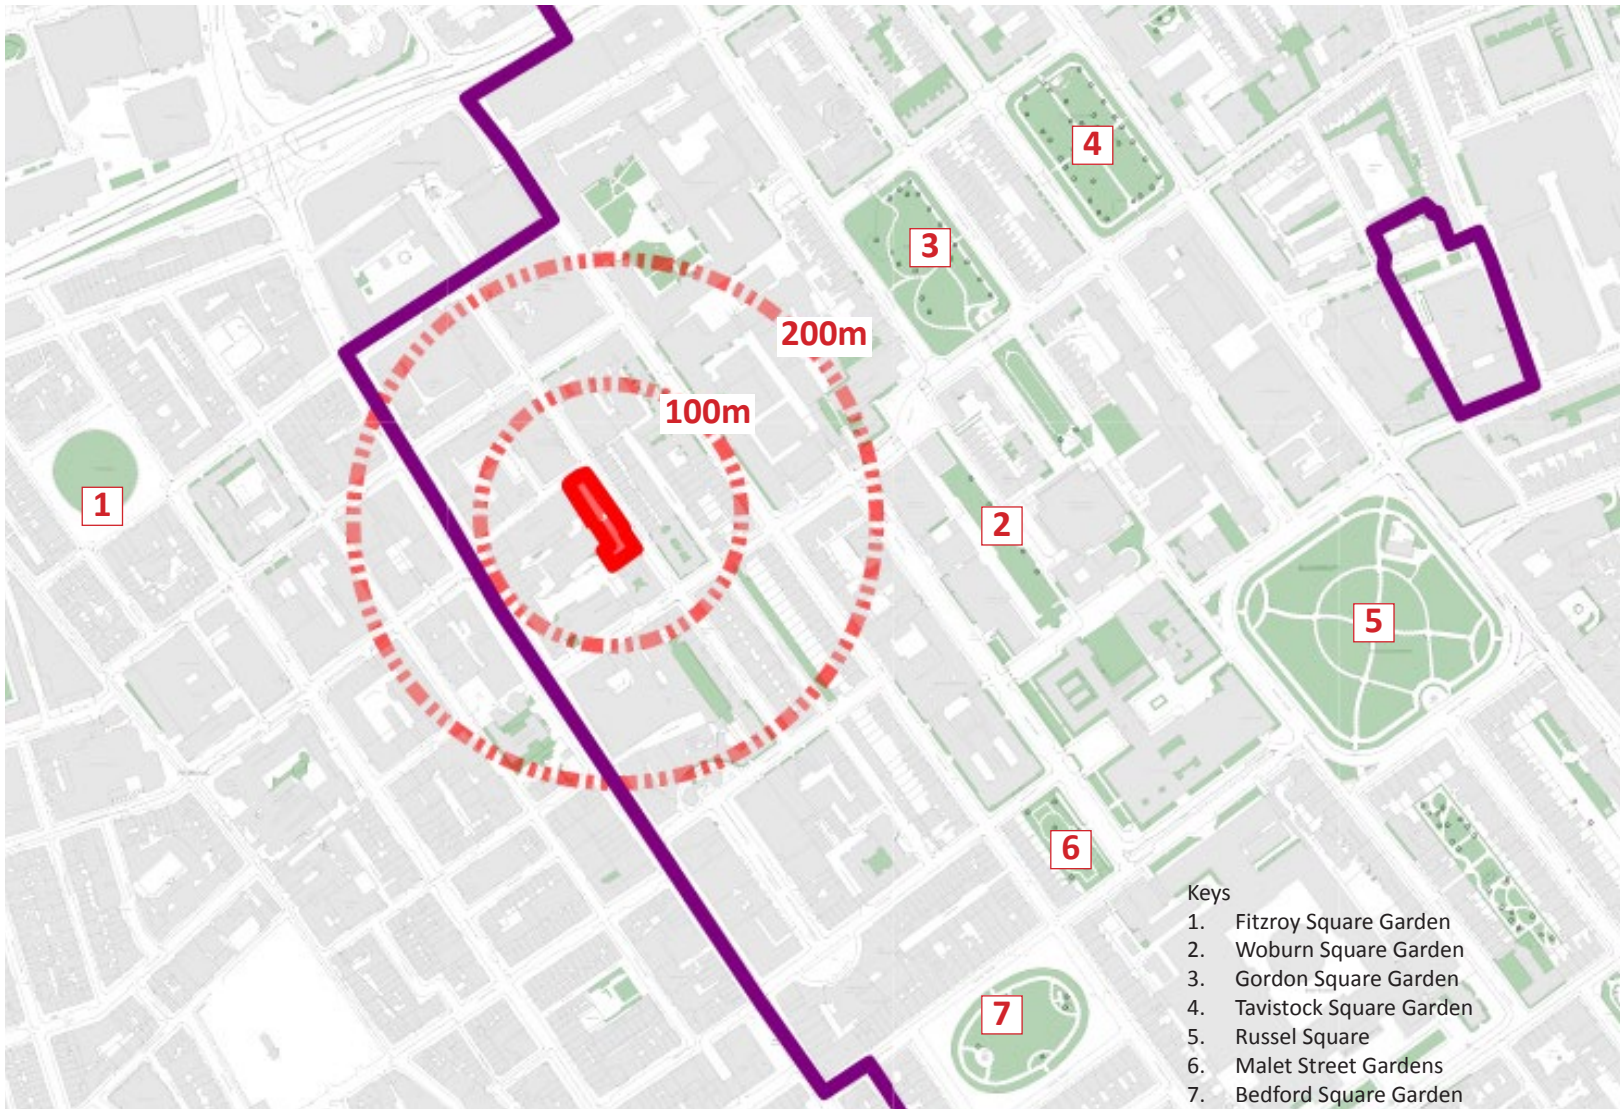 4
3
200m
100m
1
2
5
6
7
Keys
1. Fitzroy Square Garden
2. Woburn Square Garden
3. Gordon Square Garden
4. Tavistock Square Garden
5. Russel Square
6. Malet Street Gardens
7. Bedford Square Garden